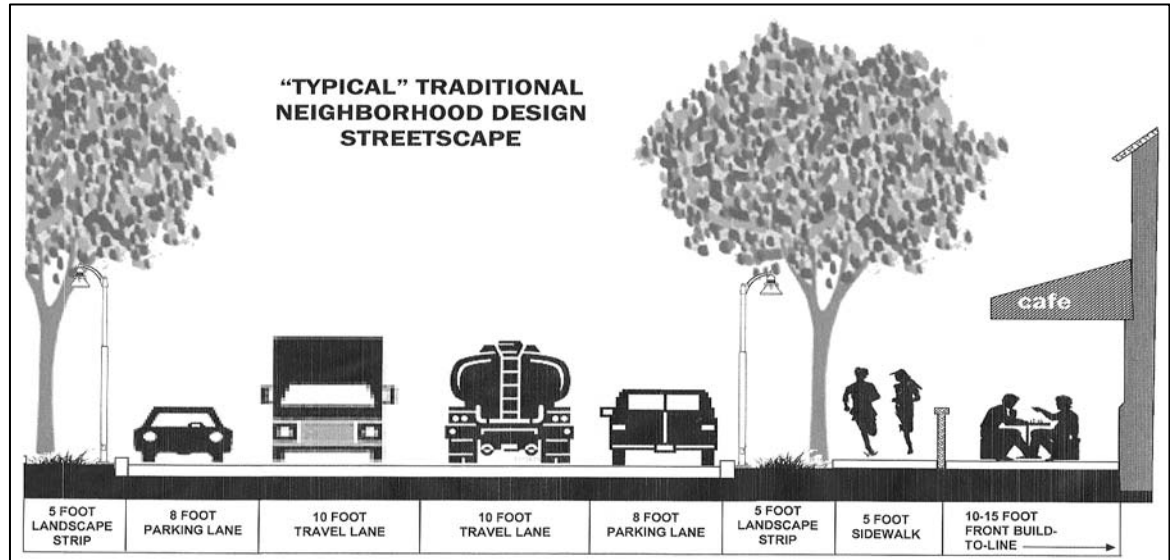 “TYPICAL” TRADITIONAL
NEIGHBORHOOD DESIGN
STREETSCAPE
cafe
5 FOOT
LANDSCAPE
STRIP
8 FOOT
PARKING LANE
10 FOOT
TRAVEL LANE
10 FOOT
TRAVEL LANE
8 FOOT
PARKING LANE
5 FOOT
LANDSCAPE
STRIP
5 FOOT
SIDEWALK
10-15 FOOT
FRONT BUILD-
TO-LINE